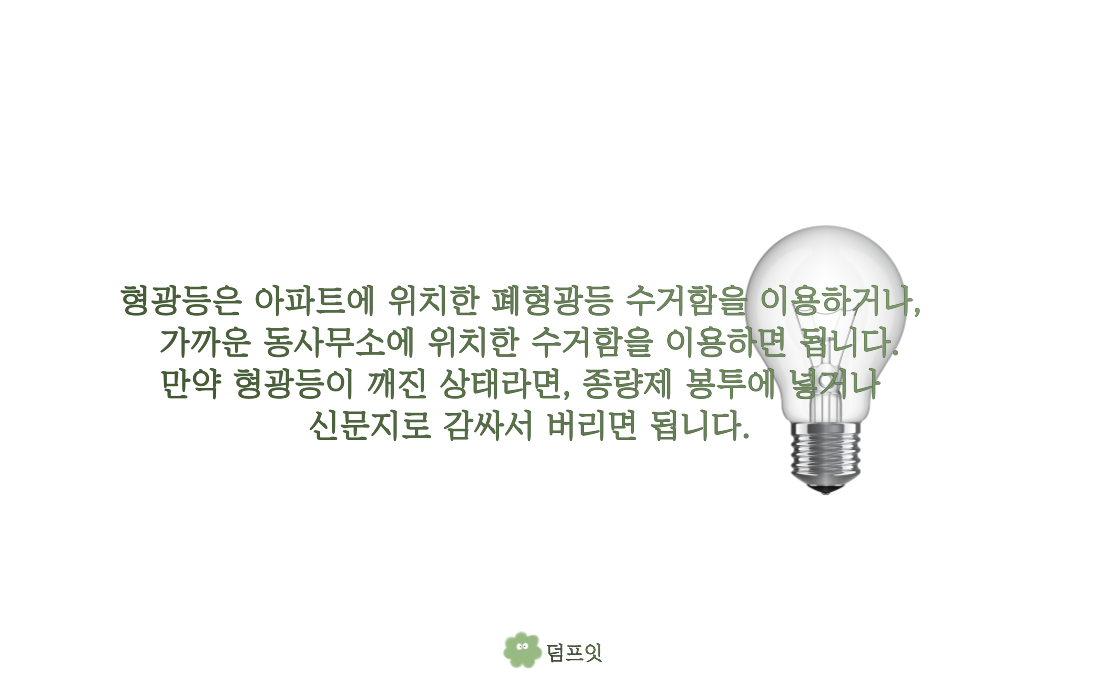 형광등은 아파트에 위치한 폐형광등 수거함을 이용하거나,
가까운 동사무소에 위치한 수거함을 이용하면 됩니다.
만약 형광등이 깨진 상태라면, 종량제 봉투에 넣거나
신문지로 감싸서 버리면 됩니다.
덤프잇